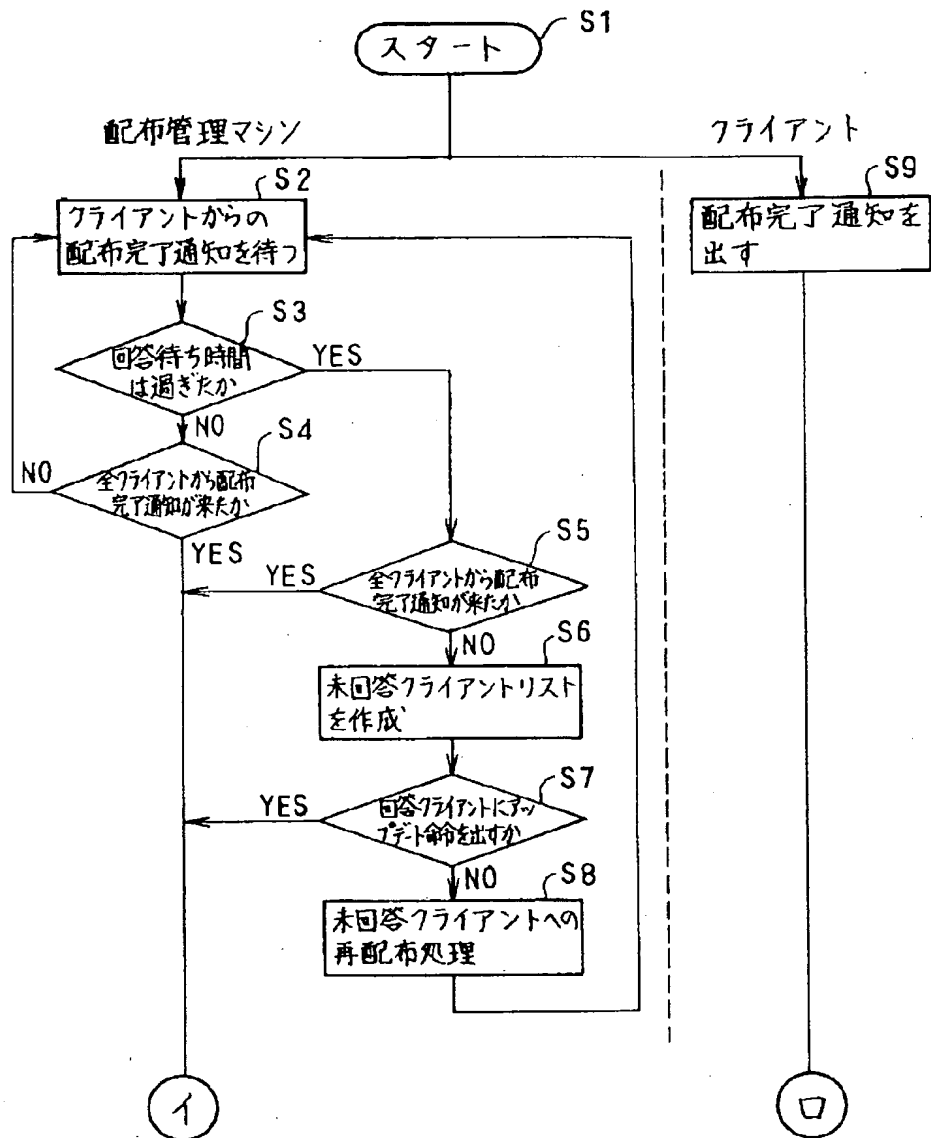 S1
スタート
配布管理マシン
クライアント
S2
クライアントからの
配布完了通知を待つ
S9
配布完了通知を
出す
S3
回答待ち時間
は過ぎたか
YES
NO
S4
全クライアントから配布
完了通知が来たか
NO
YES
S5
全クライアントから配布
完了通知が来たか
YES
NO
S6
未回答クライアントリスト
を作成
S7
回答クライアントにアッ
プデート命令を出すか
YES
NO
S8
未回答クライアントへの
再配布処理
イ
ロ